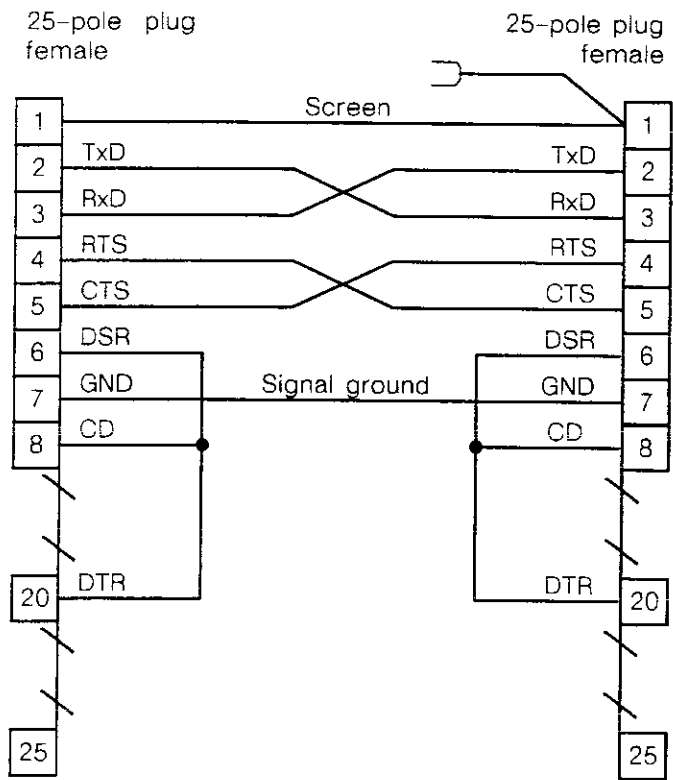 25-pole plug
female
25-pole plug
female
Screen
1
1
2
TxD
TxD
2
3
RxD
RxD
3
4
RTS
RTS
4
5
CTS
CTS
5
6
DSR
DSR
6
7
GND
Signal ground
GND
7
8
CD
CD
8
20
DTR
DTR
20
25
25